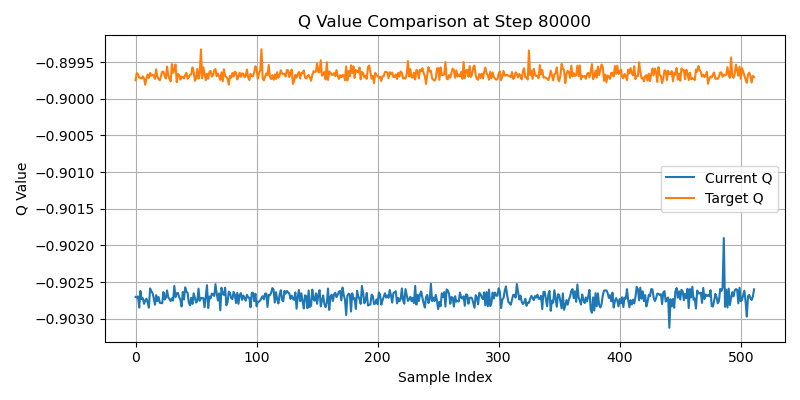 Q Value Comparison at Step 80000
−0.8995
−0.9000
−0.9005
−0.9010
−0.9015
−0.9020
−0.9025
−0.9030
Q Value
Current Q
Target Q
0 100 200 300 400 500
Sample Index